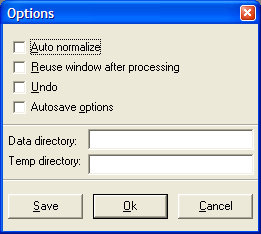 Options
Auto normalize
Reuse window after processing
Undo
Autosave options
Data directory:
Temp directory:
Save Ok Cancel